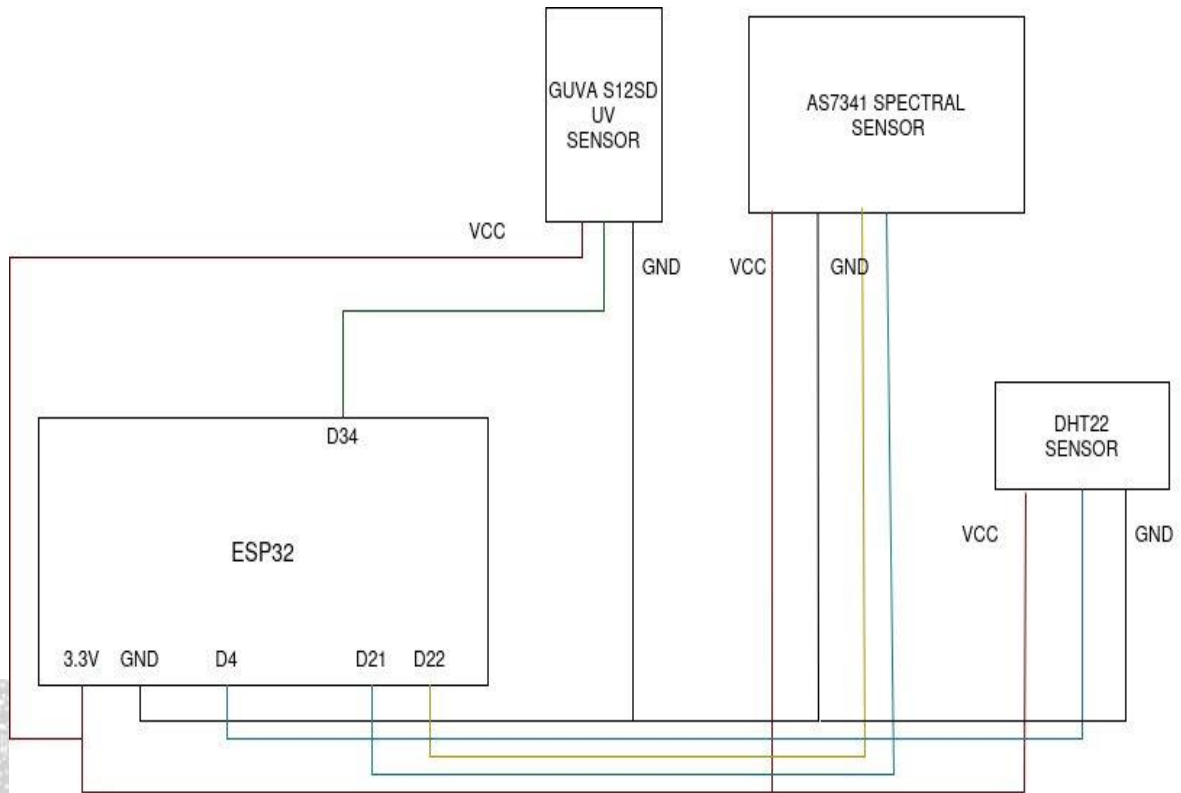 GUVA S12SD
UV
SENSOR
AS7341 SPECTRAL
SENSOR
VCC
GND
VCC
GND
D34
DHT22
SENSOR
ESP32
VCC
GND
3.3V
GND
D4
D21
D22